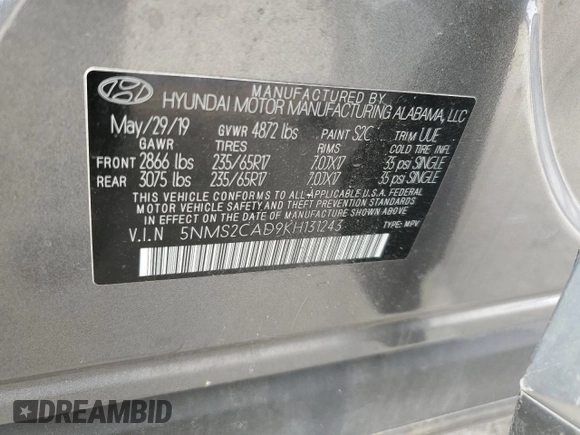 MANUFACTURED BY
HYUNDAI MOTOR MANUFACTURING ALABAMA, LLC
May/29/19 GVWR 4872 lbs PAINT S2C TRIM UUE
GAWR TIRES RIMS COLD TIRE INFL
FRONT 2866 lbs 235/65R17 7.0JX17 35 psi SINGLE
REAR 3075 lbs 235/65R17 7.0JX17 35 psi SINGLE
THIS VEHICLE CONFORMS TO ALL APPLICABLE U.S.A. FEDERAL
MOTOR VEHICLE SAFETY AND THEFT PREVENTION STANDARDS
IN EFFECT ON THE DATE OF MANUFACTURE SHOWN ABOVE.
V.I.N 5NMS2CAD9KH131243 TYPE: MPV
DREAMBID